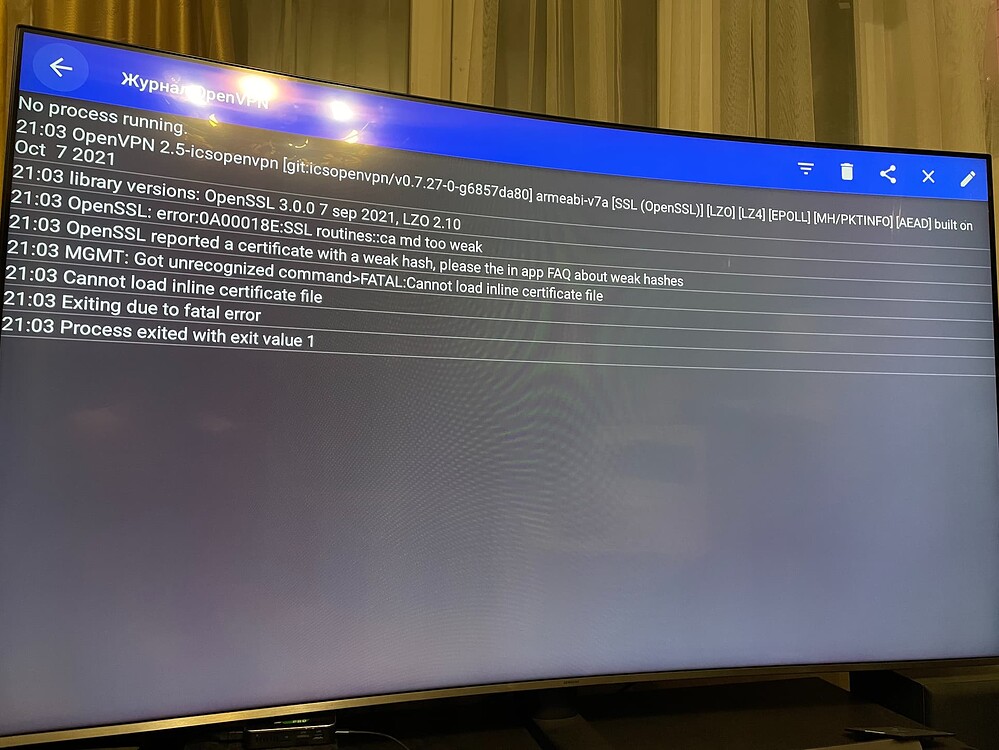 Журнал OpenVPN
No process running.
21:03 OpenVPN 2.5-icsopenvpn [git:icsopenvpn/v0.7.27-0-g6857da80] armeabi-v7a [SSL (OpenSSL)] [LZO] [LZ4] [EPOLL] [MH/PKTINFO] [AEAD] built on
Oct 7 2021
21:03 library versions: OpenSSL 3.0.0 7 sep 2021, LZO 2.10
21:03 OpenSSL: error:0A00018E:SSL routines::ca md too weak
21:03 OpenSSL reported a certificate with a weak hash, please the in app FAQ about weak hashes
21:03 MGMT: Got unrecognized command>FATAL:Cannot load inline certificate file
21:03 Cannot load inline certificate file
21:03 Exiting due to fatal error
21:03 Process exited with exit value 1